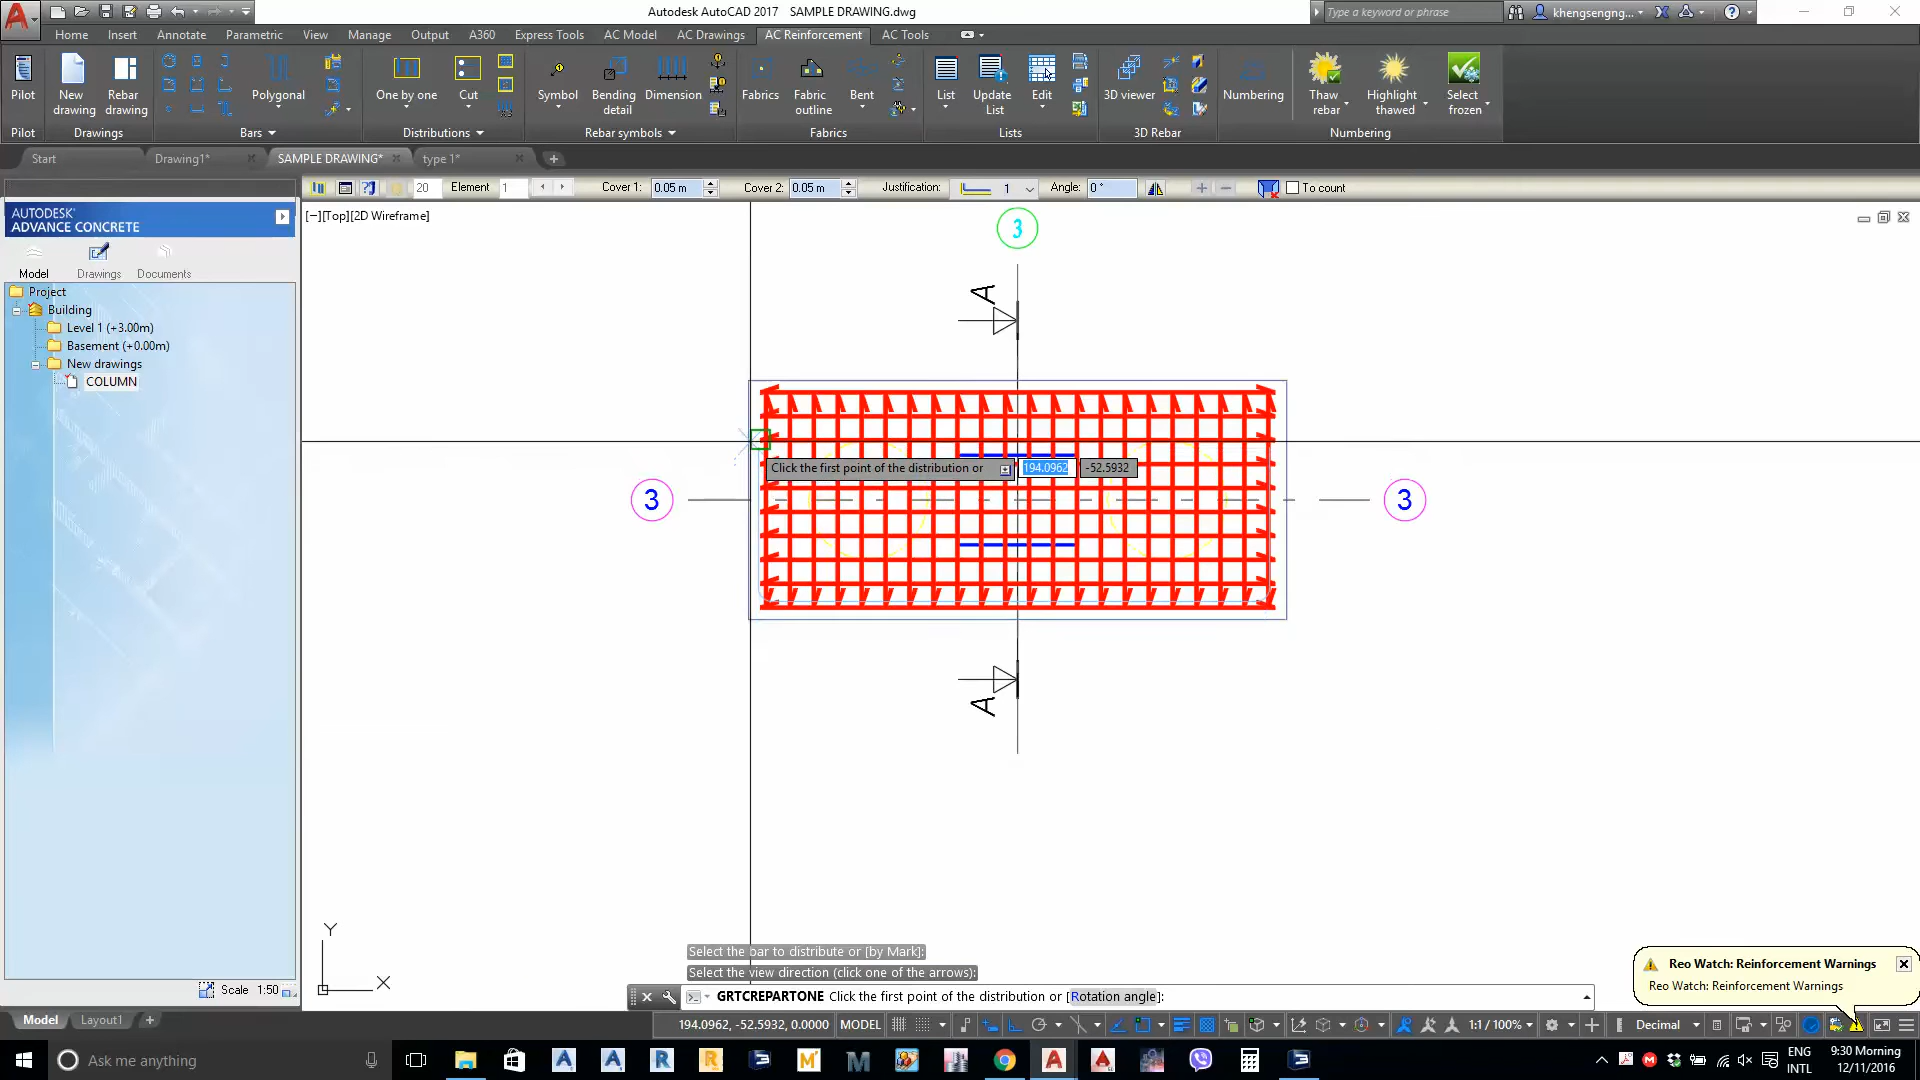 Autodesk AutoCAD 2017   SAMPLE DRAWING.dwg
Type a keyword or phrase
khengsengng...
Home Insert Annotate Parametric View Manage Output A360 Express Tools AC Model AC Drawings AC Reinforcement AC Tools
Pilot
New drawing
Rebar drawing
Polygonal
One by one
Cut
Symbol
Bending detail
Dimension
Fabrics
Fabric outline
Bent
List
Update List
Edit
3D viewer
Numbering
Thaw rebar
Highlight thawed
Select frozen
Pilot Drawings Bars Distributions Rebar symbols Fabrics Lists 3D Rebar Numbering
Start Drawing1* SAMPLE DRAWING* type 1*
20 Element 1 Cover 1: 0.05 m Cover 2: 0.05 m Justification: 1 Angle: 0 ° To count
AUTODESK®
ADVANCE CONCRETE
Model Drawings Documents
Project
Building
Level 1 (+3.00m)
Basement (+0.00m)
New drawings
COLUMN
Scale 1:50
[−][Top][2D Wireframe]
3
A
Click the first point of the distribution or 194.0962 -52.5932
3
3
A
Y
X
Select the bar to distribute or [by Mark]:
Select the view direction (click one of the arrows):
GRTCREPARTONE Click the first point of the distribution or [Rotation angle]:
Reo Watch: Reinforcement Warnings
Reo Watch: Reinforcement Warnings
Model Layout1
194.0962, -52.5932, 0.0000 MODEL 1:1 / 100% Decimal
Ask me anything
ENG
INTL
9:30 Morning
12/11/2016